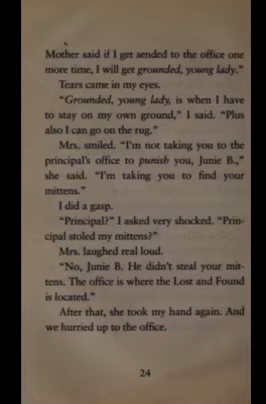 Mother said if I get sended to the office one
more time, I will get grounded, young lady."
Tears came in my eyes.
"Grounded, young lady, is when I have
to stay on my own ground," I said. "Plus
also I can go on the rug."
Mrs. smiled. "I'm not taking you to the
principal's office to punish you, Junie B.,"
she said. "I'm taking you to find your
mittens."
I did a gasp.
"Principal?" I asked very shocked. "Prin-
cipal stoled my mittens?"
Mrs. laughed real loud.
"No, Junie B. He didn't steal your mit-
tens. The office is where the Lost and Found
is located."
After that, she took my hand again. And
we hurried up to the office.
24